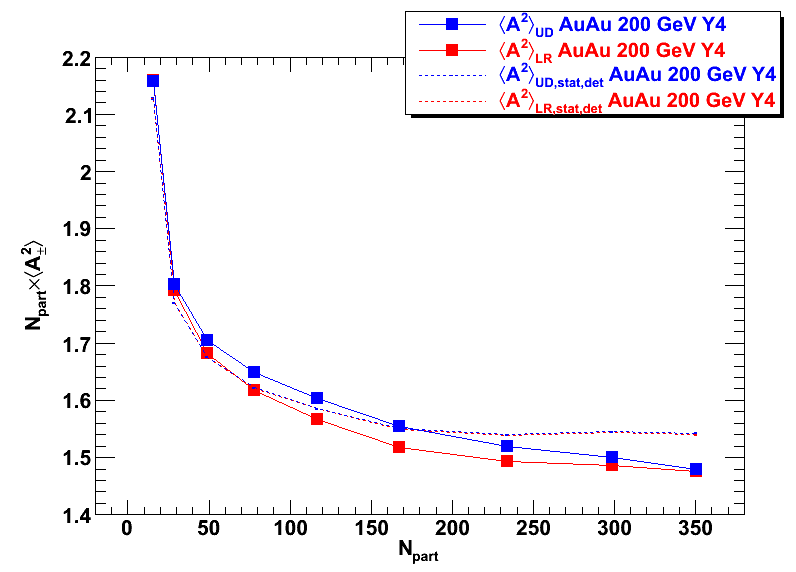 ⟨A²⟩UD AuAu 200 GeV Y4
⟨A²⟩LR AuAu 200 GeV Y4
⟨A²⟩UD,stat,det AuAu 200 GeV Y4
⟨A²⟩LR,stat,det AuAu 200 GeV Y4
2.2
2.1
2
1.9
1.8
1.7
1.6
1.5
1.4
Npart×⟨A²±⟩
0 50 100 150 200 250 300 350
Npart